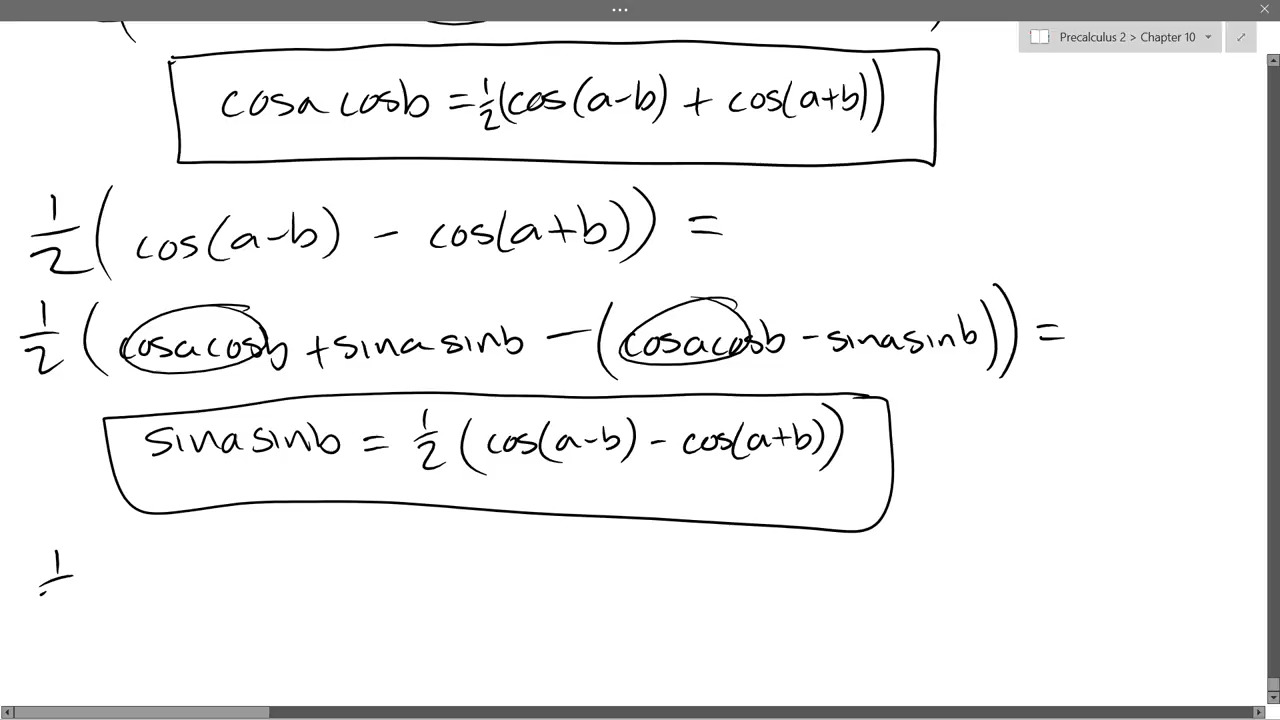 Precalculus 2 > Chapter 10
cosa cosb = 1/2(cos(a-b) + cos(a+b))
1/2( cos(a-b) - cos(a+b)) =
1/2( cosacosb + sinasinb - (cosacosb - sinasinb)) =
sinasinb = 1/2(cos(a-b) - cos(a+b))
1/